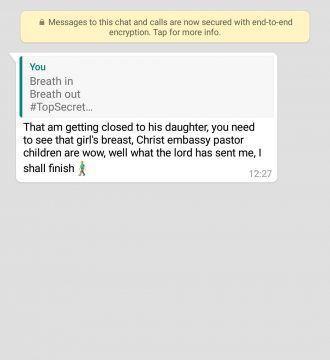 Messages to this chat and calls are now secured with end-to-end
encryption. Tap for more info.
You
Breath in
Breath out
#TopSecret...
That am getting closed to his daughter, you need
to see that girl's breast, Christ embassy pastor
children are wow, well what the lord has sent me, I
shall finish
12:27